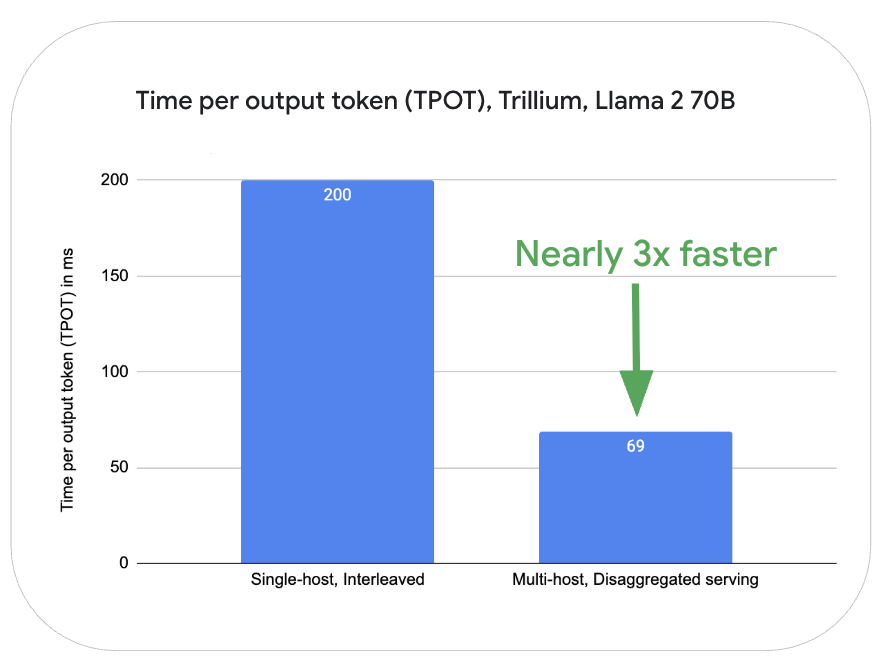 Time per output token (TPOT), Trillium, Llama 2 70B
Time per output token (TPOT) in ms
200
150
100
50
0
200
Nearly 3x faster
69
Single-host, Interleaved
Multi-host, Disaggregated serving